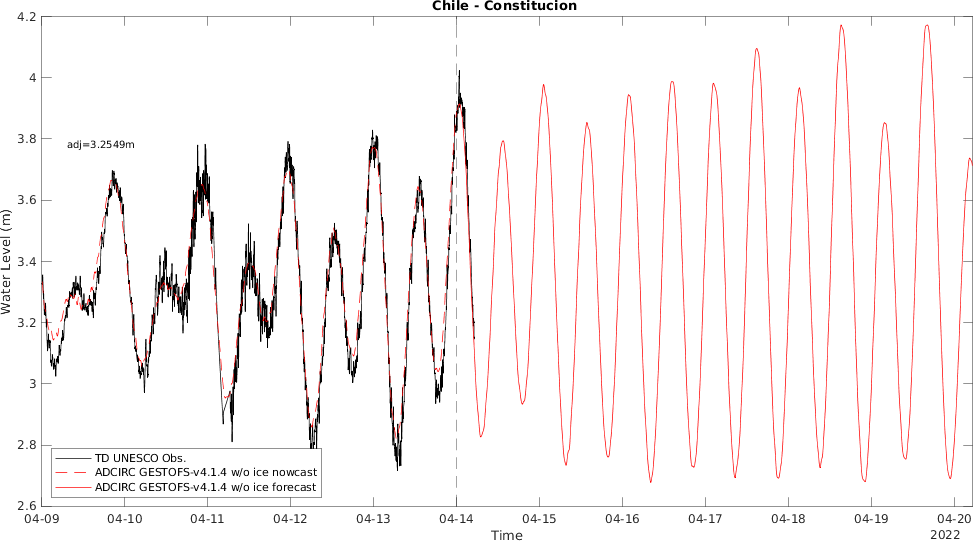 Chile - Constitucion
4.2
4
3.8
3.6
3.4
3.2
3
2.8
2.6
Water Level (m)
adj=3.2549m
TD UNESCO Obs.
ADCIRC GESTOFS-v4.1.4 w/o ice nowcast
ADCIRC GESTOFS-v4.1.4 w/o ice forecast
04-09 04-10 04-11 04-12 04-13 04-14 04-15 04-16 04-17 04-18 04-19 04-20
Time
2022